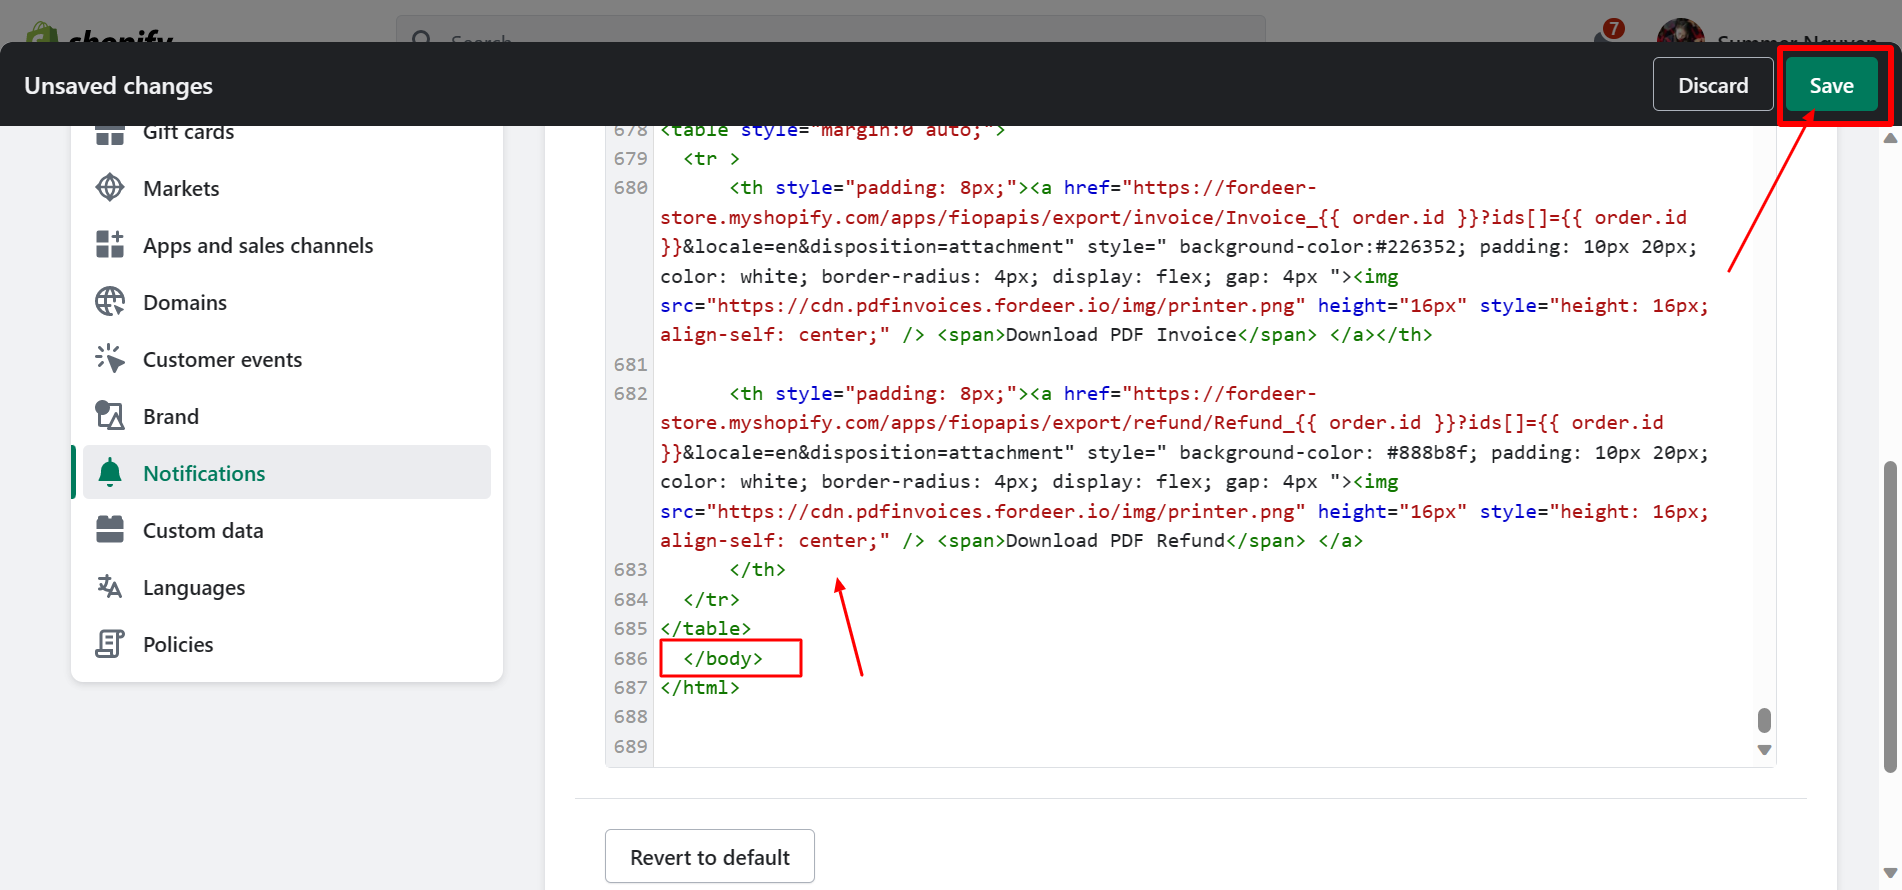 shopify
Search
7
Summer Nguyen
Unsaved changes
Discard
Save
Gift cards
Markets
Apps and sales channels
Domains
Customer events
Brand
Notifications
Custom data
Languages
Policies
678 <table style="margin:0 auto;">
679 <tr >
680 <th style="padding: 8px;"><a href="https://fordeer-
store.myshopify.com/apps/fiopapis/export/invoice/Invoice_{{ order.id }}?ids[]={{ order.id
}}&locale=en&disposition=attachment" style=" background-color:#226352; padding: 10px 20px;
color: white; border-radius: 4px; display: flex; gap: 4px "><img
src="https://cdn.pdfinvoices.fordeer.io/img/printer.png" height="16px" style="height: 16px;
align-self: center;" /> <span>Download PDF Invoice</span> </a></th>
681
682 <th style="padding: 8px;"><a href="https://fordeer-
store.myshopify.com/apps/fiopapis/export/refund/Refund_{{ order.id }}?ids[]={{ order.id
}}&locale=en&disposition=attachment" style=" background-color: #888b8f; padding: 10px 20px;
color: white; border-radius: 4px; display: flex; gap: 4px "><img
src="https://cdn.pdfinvoices.fordeer.io/img/printer.png" height="16px" style="height: 16px;
align-self: center;" /> <span>Download PDF Refund</span> </a>
683 </th>
684 </tr>
685 </table>
686 </body>
687 </html>
688
689
Revert to default